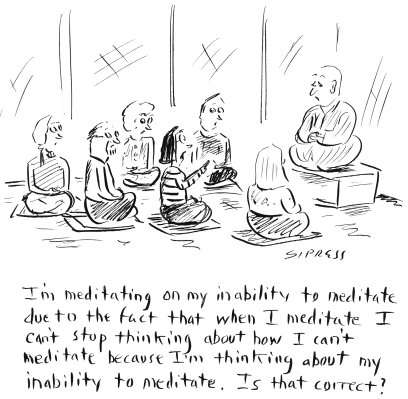 SIPRESS
I'm meditating on my inability to meditate
due to the fact that when I meditate I
can't stop thinking about how I can't
meditate because I'm thinking about my
inability to meditate. Is that correct?